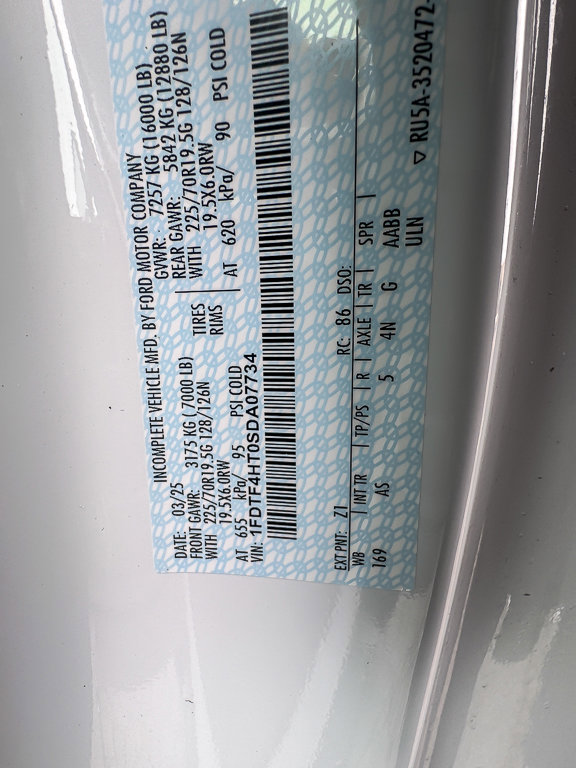 INCOMPLETE VEHICLE MFD. BY FORD MOTOR COMPANY
DATE: 03/25 GVWR: 7257 KG (16000 LB)
FRONT GAWR: 3175 KG (7000 LB) REAR GAWR: 5842 KG (12880 LB)
WITH 225/70R19.5G 128/126N TIRES WITH 225/70R19.5G 128/126N
19.5X6.0RW RIMS 19.5X6.0RW
AT 655 kPa/ 95 PSI COLD AT 620 kPa/ 90 PSI COLD
VIN: 1FDTF4HT0SDA07734
EXT PNT: Z1 RC: 86 DSO:
WB | INT TR | TP/PS | R | AXLE | TR | SPR |
169 AS 5 4N G AABB
ULN
▽ RU5A-3520472-